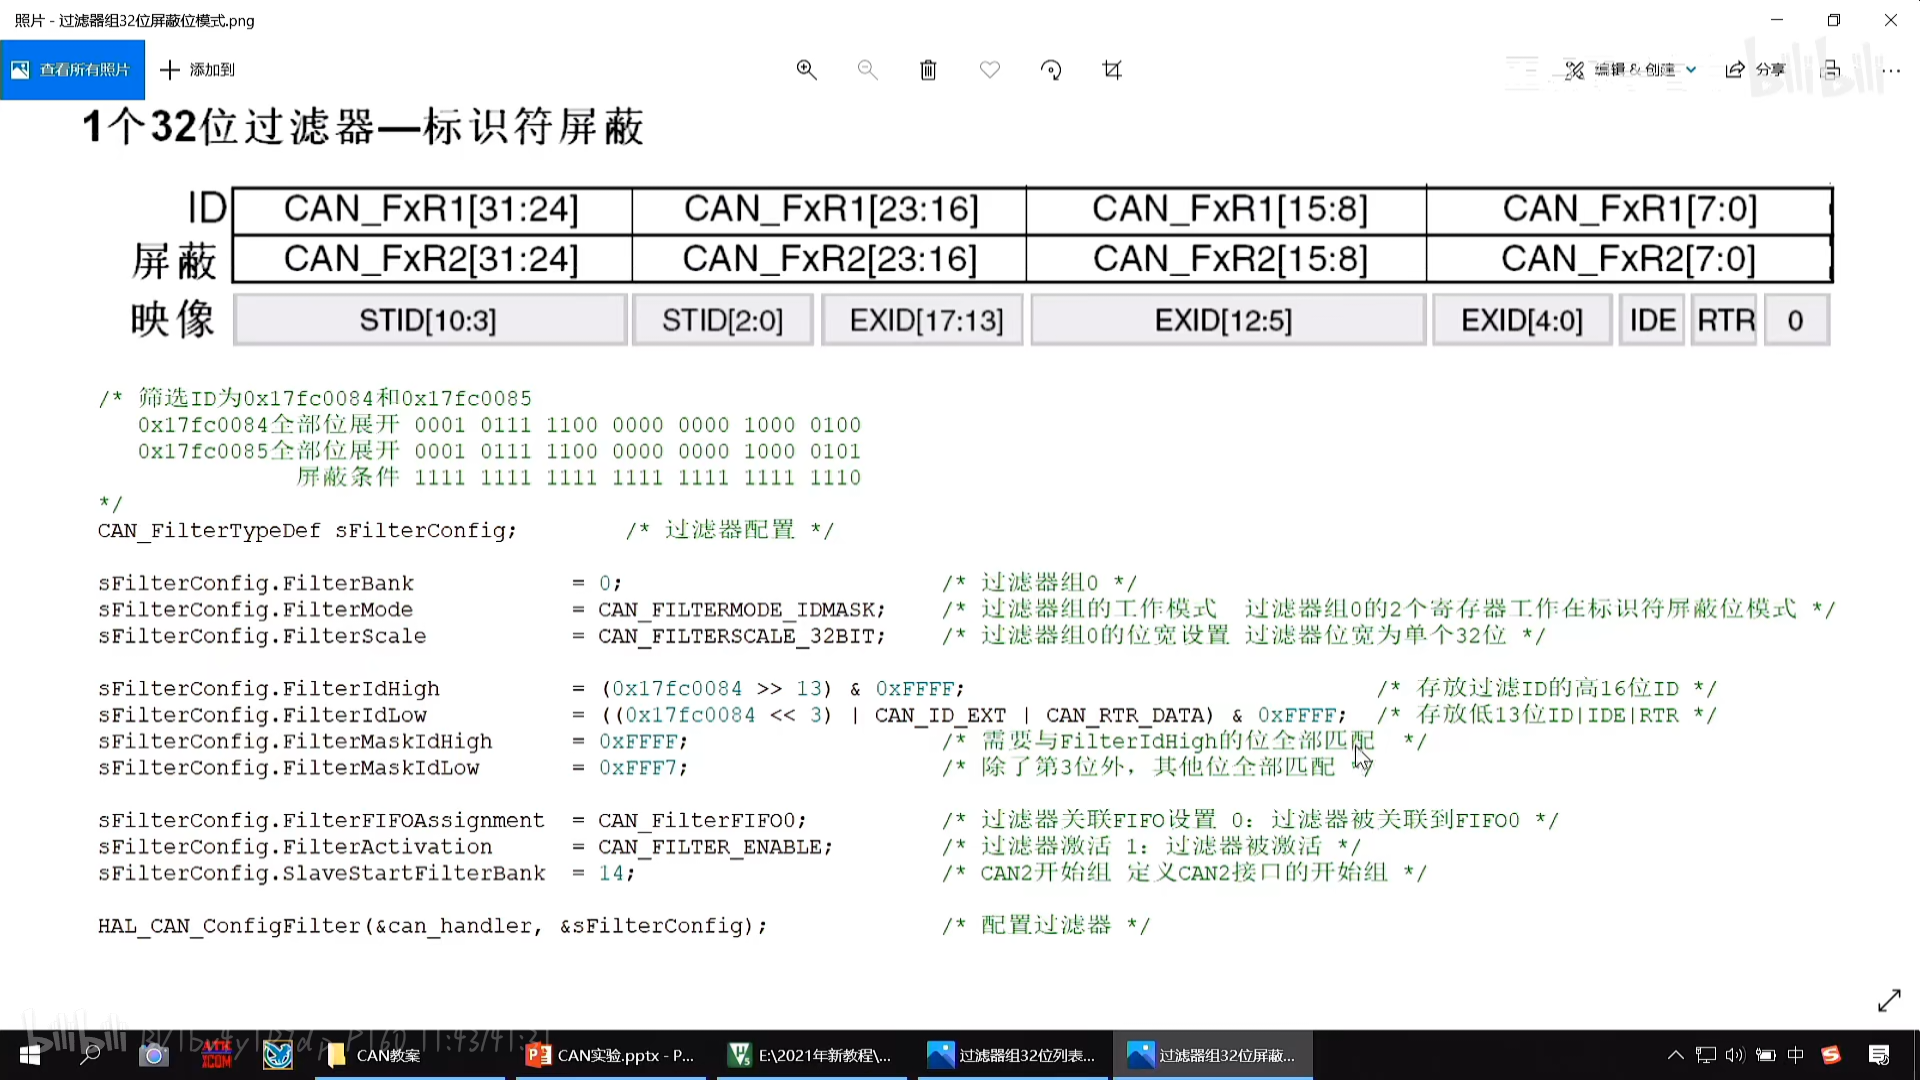 照片 - 过滤器组32位屏蔽位模式.png
查看所有照片 添加到 编辑 & 创建 分享
bilibili
1个32位过滤器—标识符屏蔽
ID CAN_FxR1[31:24] CAN_FxR1[23:16] CAN_FxR1[15:8] CAN_FxR1[7:0]
屏蔽 CAN_FxR2[31:24] CAN_FxR2[23:16] CAN_FxR2[15:8] CAN_FxR2[7:0]
映像 STID[10:3] STID[2:0] EXID[17:13] EXID[12:5] EXID[4:0] IDE RTR 0
/* 筛选ID为0x17fc0084和0x17fc0085
0x17fc0084全部位展开 0001 0111 1100 0000 0000 1000 0100
0x17fc0085全部位展开 0001 0111 1100 0000 0000 1000 0101
屏蔽条件 1111 1111 1111 1111 1111 1111 1110
*/
CAN_FilterTypeDef sFilterConfig; /* 过滤器配置 */
sFilterConfig.FilterBank = 0; /* 过滤器组0 */
sFilterConfig.FilterMode = CAN_FILTERMODE_IDMASK; /* 过滤器组的工作模式 过滤器组0的2个寄存器工作在标识符屏蔽位模式 */
sFilterConfig.FilterScale = CAN_FILTERSCALE_32BIT; /* 过滤器组0的位宽设置 过滤器位宽为单个32位 */
sFilterConfig.FilterIdHigh = (0x17fc0084 >> 13) & 0xFFFF; /* 存放过滤ID的高16位ID */
sFilterConfig.FilterIdLow = ((0x17fc0084 << 3) | CAN_ID_EXT | CAN_RTR_DATA) & 0xFFFF; /* 存放低13位ID|IDE|RTR */
sFilterConfig.FilterMaskIdHigh = 0xFFFF; /* 需要与FilterIdHigh的位全部匹配 */
sFilterConfig.FilterMaskIdLow = 0xFFF7; /* 除了第3位外，其他位全部匹配 */
sFilterConfig.FilterFIFOAssignment = CAN_FilterFIFO0; /* 过滤器关联FIFO设置 0：过滤器被关联到FIFO0 */
sFilterConfig.FilterActivation = CAN_FILTER_ENABLE; /* 过滤器激活 1：过滤器被激活 */
sFilterConfig.SlaveStartFilterBank = 14; /* CAN2开始组 定义CAN2接口的开始组 */
HAL_CAN_ConfigFilter(&can_handler, &sFilterConfig); /* 配置过滤器 */
bilibili
ATK XCOM CAN教案 CAN实验.pptx - P... E:\2021年新教程\... 过滤器组32位列表... 过滤器组32位屏蔽... 中